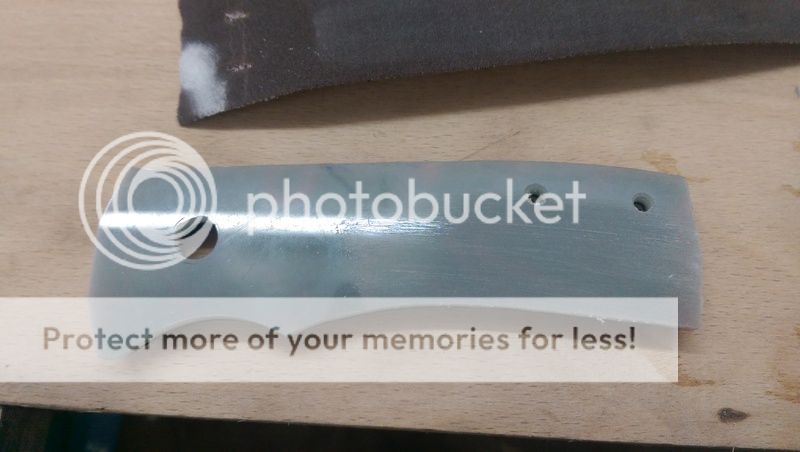 photobucket
Protect more of your memories for less!